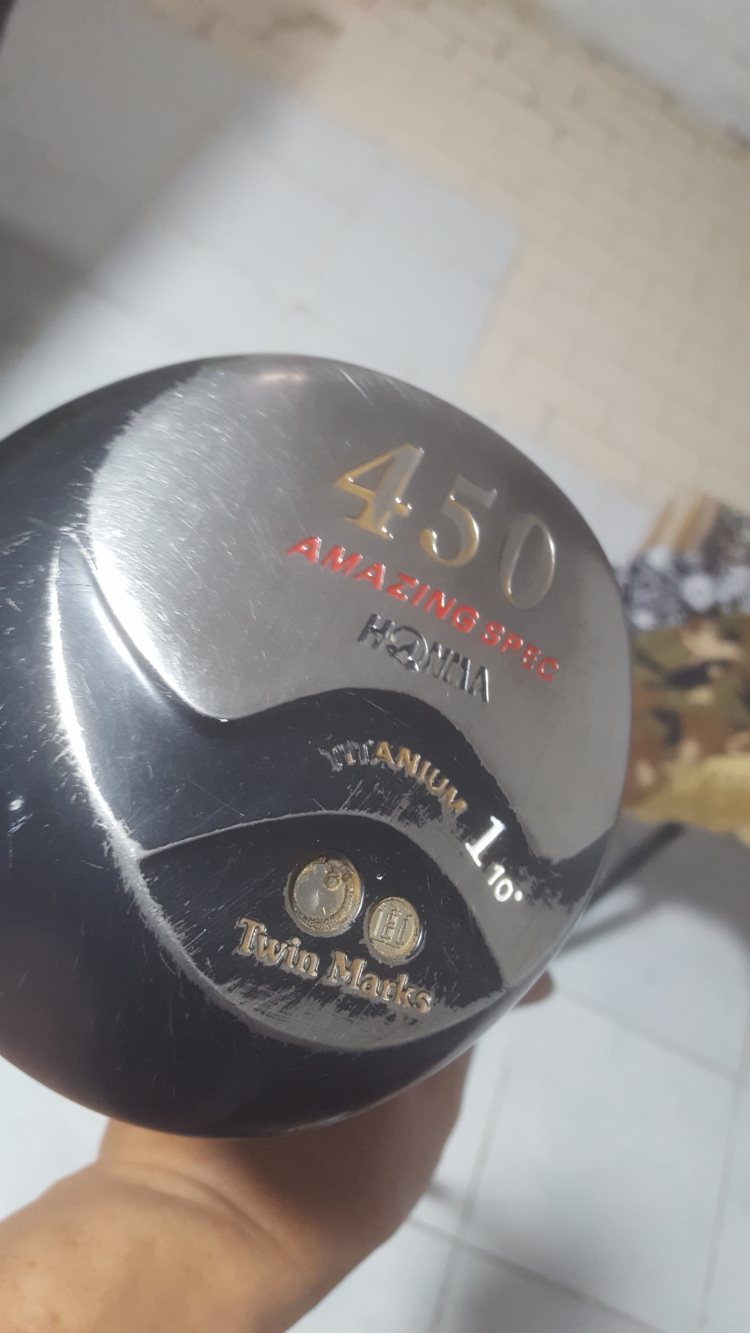 450
AMAZING SPEC
HONMA
TITANIUM 1 10°
H
Twin Marks